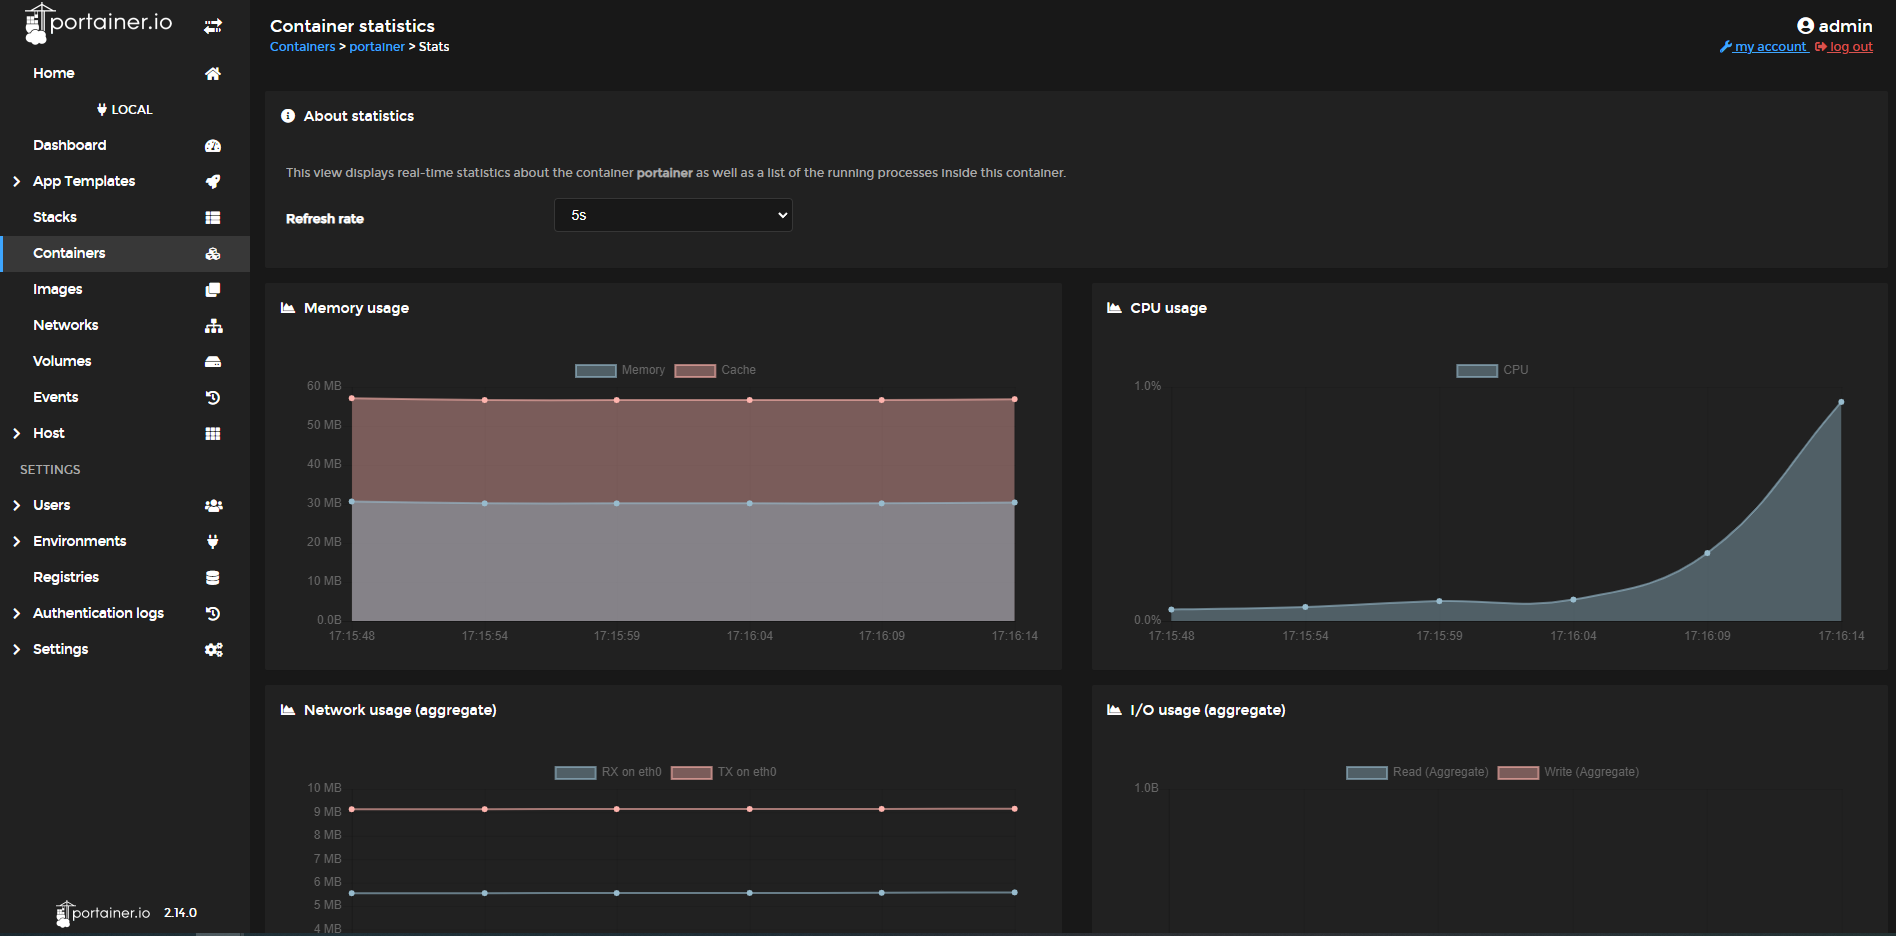 portainer.io
Home
LOCAL
Dashboard
App Templates
Stacks
Containers
Images
Networks
Volumes
Events
Host
SETTINGS
Users
Environments
Registries
Authentication logs
Settings
portainer.io 2.14.0
Container statistics
Containers > portainer > Stats
admin
my account log out
About statistics
This view displays real-time statistics about the container portainer as well as a list of the running processes inside this container.
Refresh rate
5s
Memory usage
Memory Cache
60 MB
50 MB
40 MB
30 MB
20 MB
10 MB
0.0B
17:15:48 17:15:54 17:15:59 17:16:04 17:16:09 17:16:14
CPU usage
CPU
1.0%
0.0%
17:15:48 17:15:54 17:15:59 17:16:04 17:16:09 17:16:14
Network usage (aggregate)
RX on eth0 TX on eth0
10 MB
9 MB
8 MB
7 MB
6 MB
5 MB
4 MB
I/O usage (aggregate)
Read (Aggregate) Write (Aggregate)
1.0B